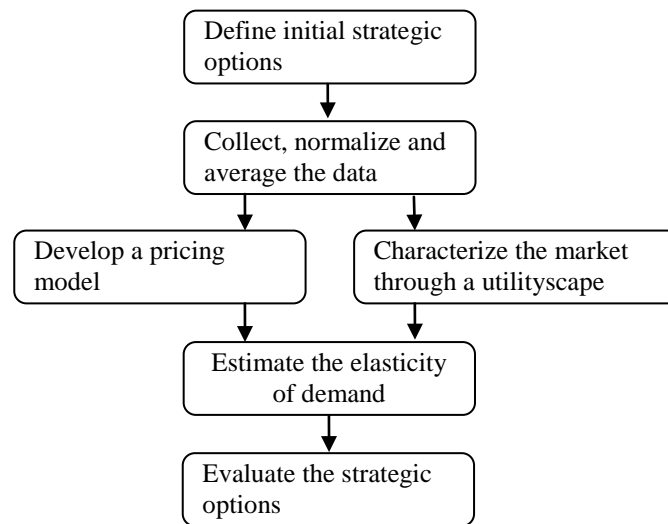 Define initial strategic
options
Collect, normalize and
average the data
Develop a pricing
model
Characterize the market
through a utilityscape
Estimate the elasticity
of demand
Evaluate the strategic
options